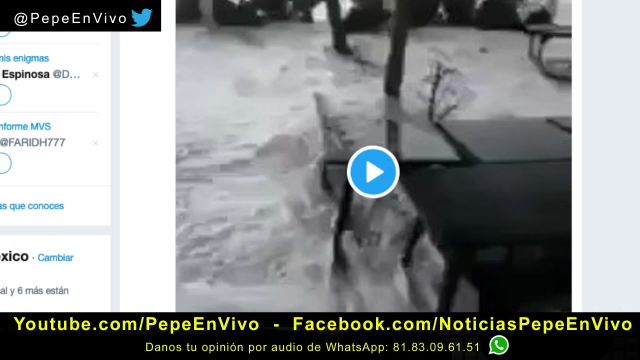 @PepeEnVivo
mis enigmas
Espinosa @D...
nforme MVS
@FARIDH777
as que conoces
xico · Cambiar
al y 6 más están
Youtube.com/PepeEnVivo - Facebook.com/NoticiasPepeEnVivo
Danos tu opinión por audio de WhatsApp: 81.83.09.61.51